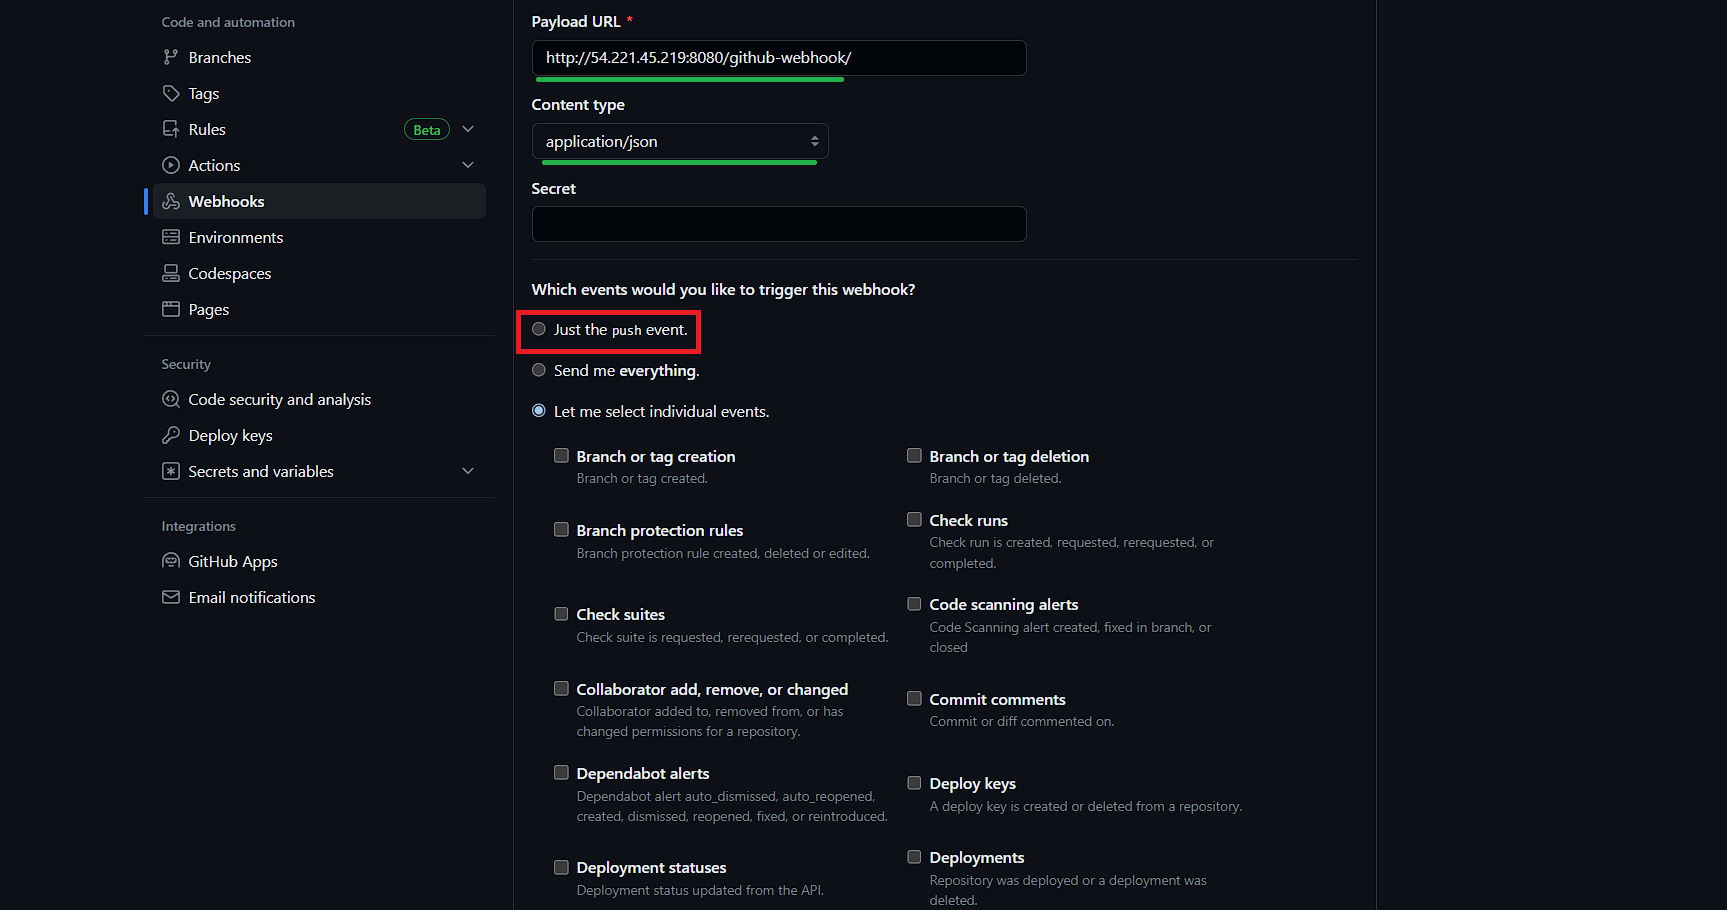 Code and automation
Branches
Tags
Rules Beta
Actions
Webhooks
Environments
Codespaces
Pages
Security
Code security and analysis
Deploy keys
Secrets and variables
Integrations
GitHub Apps
Email notifications
Payload URL *
http://54.221.45.219:8080/github-webhook/
Content type
application/json
Secret
Which events would you like to trigger this webhook?
Just the push event.
Send me everything.
Let me select individual events.
Branch or tag creation
Branch or tag created.
Branch or tag deletion
Branch or tag deleted.
Branch protection rules
Branch protection rule created, deleted or edited.
Check runs
Check run is created, requested, rerequested, or
completed.
Check suites
Check suite is requested, rerequested, or completed.
Code scanning alerts
Code Scanning alert created, fixed in branch, or
closed
Collaborator add, remove, or changed
Collaborator added to, removed from, or has
changed permissions for a repository.
Commit comments
Commit or diff commented on.
Dependabot alerts
Dependabot alert auto_dismissed, auto_reopened,
created, dismissed, reopened, fixed, or reintroduced.
Deploy keys
A deploy key is created or deleted from a repository.
Deployment statuses
Deployment status updated from the API.
Deployments
Repository was deployed or a deployment was
deleted.